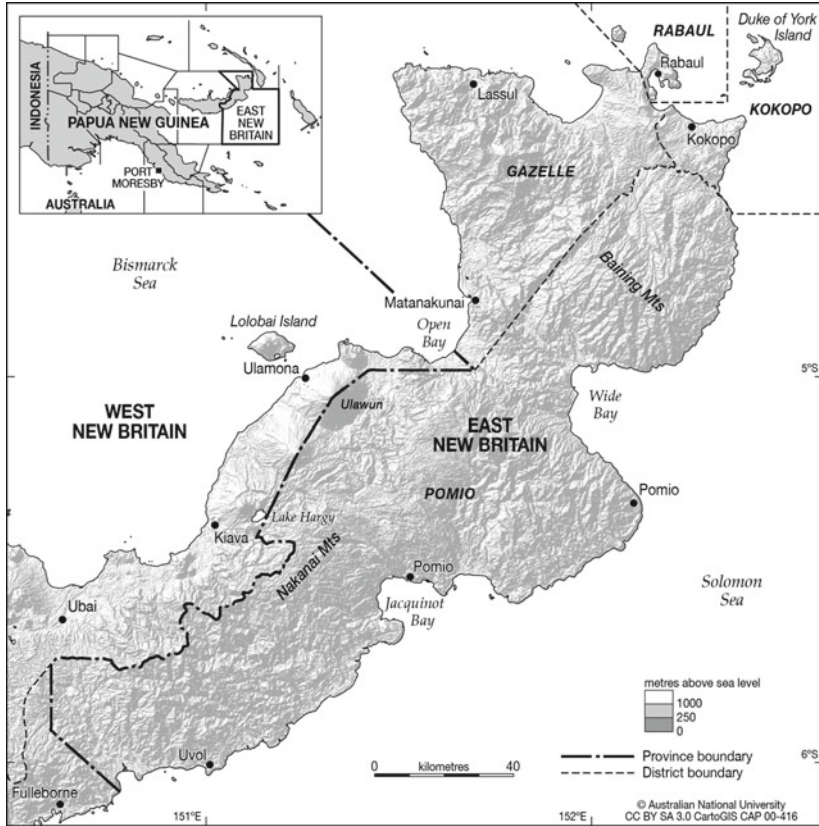 INDONESIA
PAPUA NEW GUINEA
EAST
NEW
BRITAIN
PORT
MORESBY
AUSTRALIA
RABAUL
Rabaul
Duke of York
Island
KOKOPO
Kokopo
Lassul
GAZELLE
Baining Mts
Bismarck
Sea
Matanakunai
Open
Bay
Lolobai Island
Ulamona
5°S
Ulawun
Wide
Bay
WEST
NEW BRITAIN
EAST
NEW BRITAIN
POMIO
Pomio
Lake Hargy
Kiava
Nakanai Mts
Pomio
Jacquinot
Bay
Solomon
Sea
Ubai
metres above sea level
1000
250
0
Uvol
0 kilometres 40
Province boundary
District boundary
6°S
Fulleborne
151°E
152°E
© Australian National University
CC BY SA 3.0 CartoGIS CAP 00-416